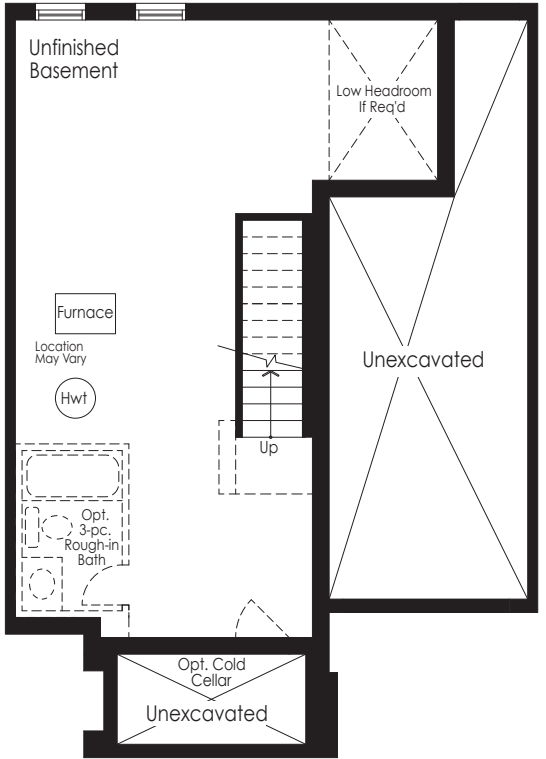 Unfinished
Basement
Low Headroom
If Req'd
Furnace
Location
May Vary
Hwt
Unexcavated
Up
Opt.
3-pc.
Rough-in
Bath
Opt. Cold
Cellar
Unexcavated